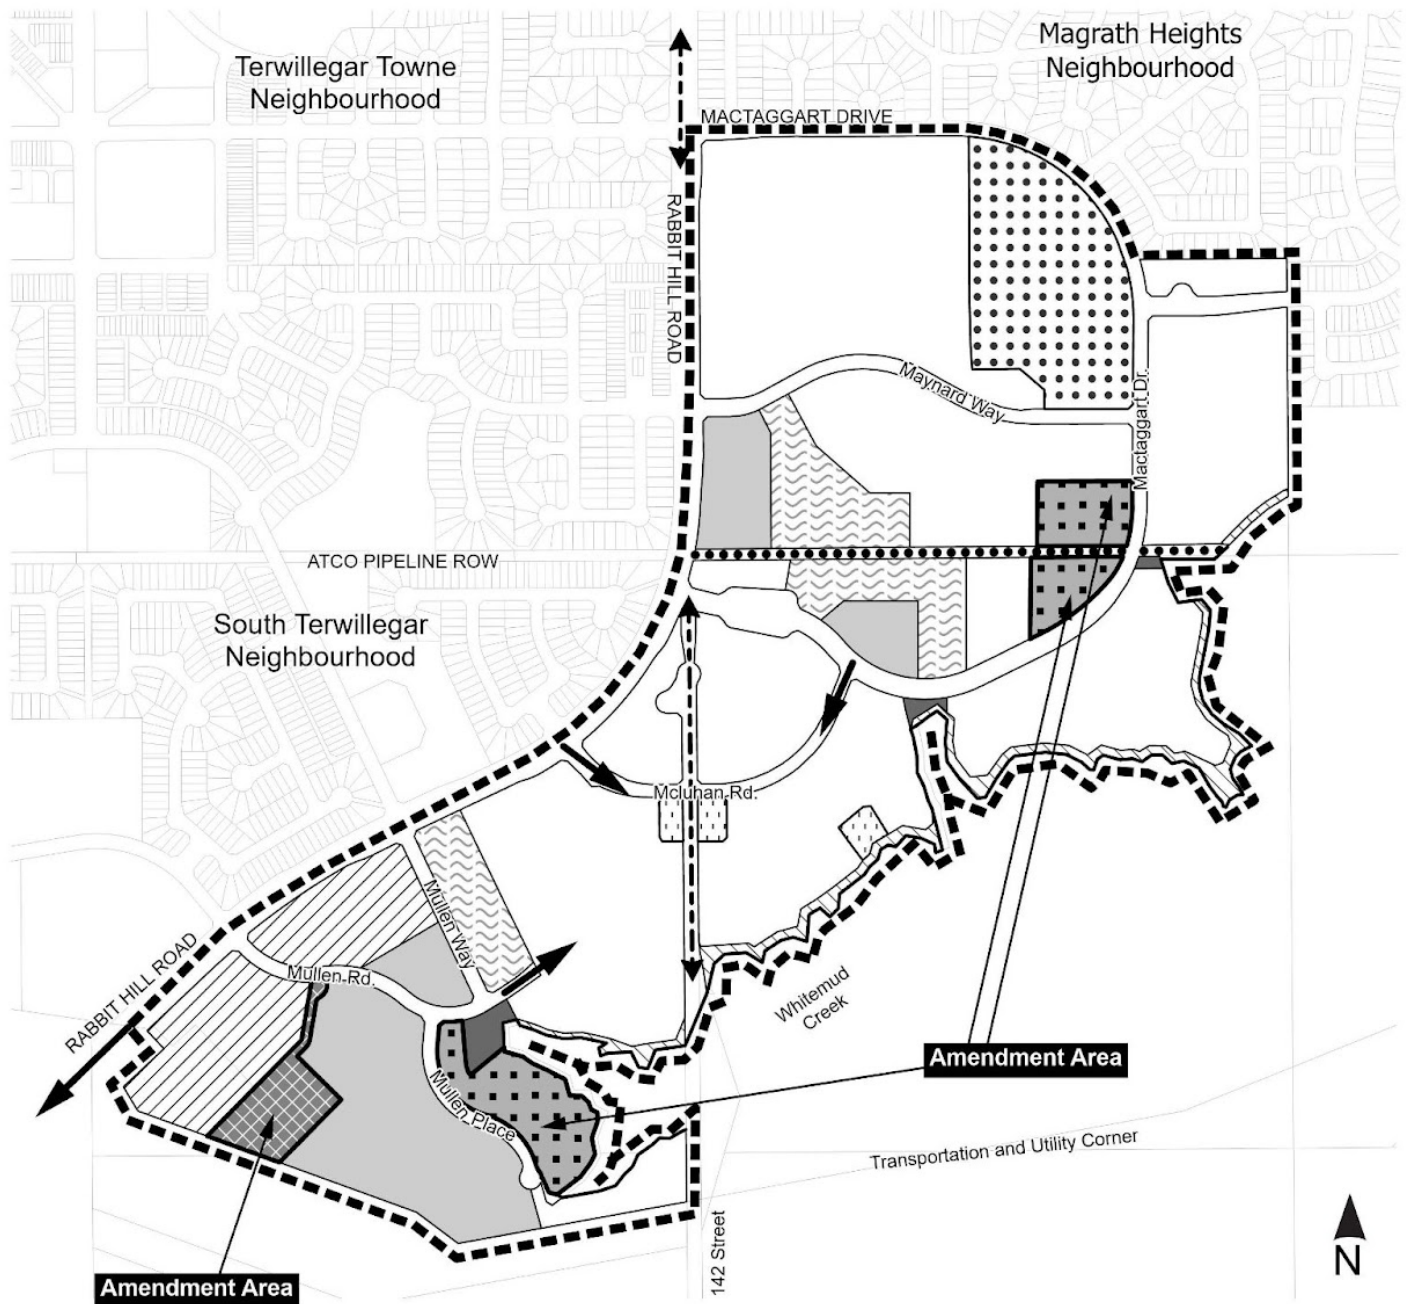 Terwillegar Towne
Neighbourhood
Magrath Heights
Neighbourhood
MACTAGGART DRIVE
RABBIT HILL ROAD
Maynard Way
Mactaggart Dr.
ATCO PIPELINE ROW
South Terwillegar
Neighbourhood
Mcluhan Rd.
Mullen Way
RABBIT HILL ROAD
Mullen Rd.
Whitemud
Creek
Amendment Area
Mullen Place
Transportation and Utility Corner
142 Street
N
Amendment Area